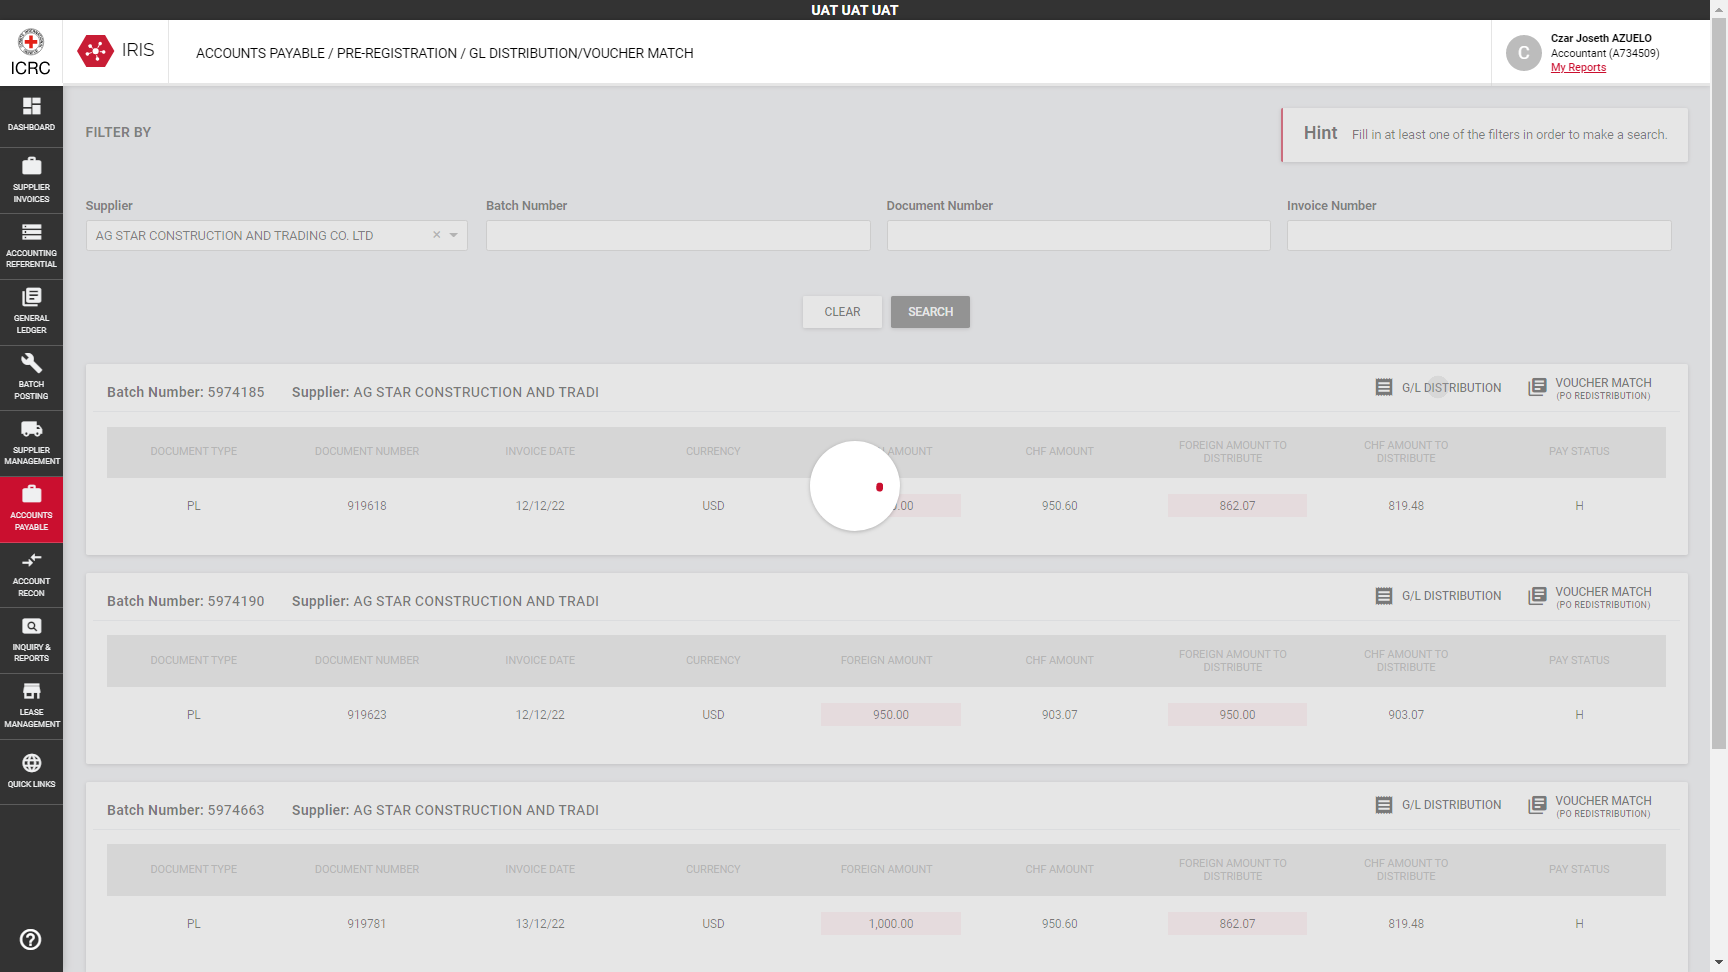 UAT UAT UAT
ICRC
IRIS
ACCOUNTS PAYABLE / PRE-REGISTRATION / GL DISTRIBUTION/VOUCHER MATCH
C
Czar Joseth AZUELO
Accountant (A734509)
My Reports
DASHBOARD
SUPPLIER
INVOICES
ACCOUNTING
REFERENTIAL
GENERAL
LEDGER
BATCH
POSTING
SUPPLIER
MANAGEMENT
ACCOUNTS
PAYABLE
ACCOUNT
RECON
INQUIRY &
REPORTS
LEASE
MANAGEMENT
QUICK LINKS
FILTER BY
Hint Fill in at least one of the filters in order to make a search.
Supplier Batch Number Document Number Invoice Number
AG STAR CONSTRUCTION AND TRADING CO. LTD
CLEAR SEARCH
Batch Number: 5974185 Supplier: AG STAR CONSTRUCTION AND TRADI
G/L DISTRIBUTION VOUCHER MATCH
(PO REDISTRIBUTION)
DOCUMENT TYPE DOCUMENT NUMBER INVOICE DATE CURRENCY AMOUNT CHF AMOUNT FOREIGN AMOUNT TO DISTRIBUTE CHF AMOUNT TO DISTRIBUTE PAY STATUS
PL 919618 12/12/22 USD .00 950.60 862.07 819.48 H
Batch Number: 5974190 Supplier: AG STAR CONSTRUCTION AND TRADI
G/L DISTRIBUTION VOUCHER MATCH
(PO REDISTRIBUTION)
DOCUMENT TYPE DOCUMENT NUMBER INVOICE DATE CURRENCY FOREIGN AMOUNT CHF AMOUNT FOREIGN AMOUNT TO DISTRIBUTE CHF AMOUNT TO DISTRIBUTE PAY STATUS
PL 919623 12/12/22 USD 950.00 903.07 950.00 903.07 H
Batch Number: 5974663 Supplier: AG STAR CONSTRUCTION AND TRADI
G/L DISTRIBUTION VOUCHER MATCH
(PO REDISTRIBUTION)
DOCUMENT TYPE DOCUMENT NUMBER INVOICE DATE CURRENCY FOREIGN AMOUNT CHF AMOUNT FOREIGN AMOUNT TO DISTRIBUTE CHF AMOUNT TO DISTRIBUTE PAY STATUS
PL 919781 13/12/22 USD 1,000.00 950.60 862.07 819.48 H